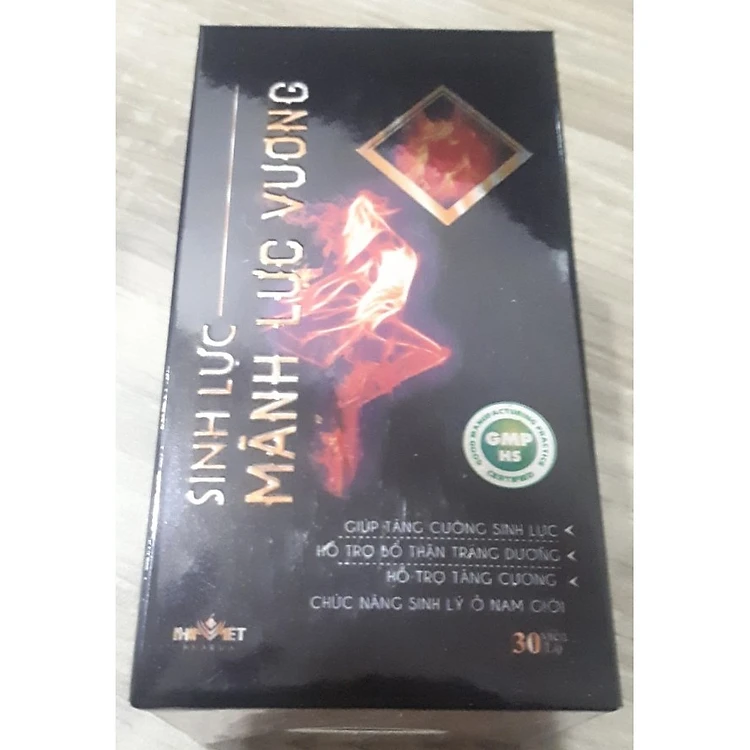 SINH LỰC
MÃNH LỰC VƯƠNG
GOOD MANUFACTURING PRACTICE
GMP
HS
CERTIFIED
GIÚP TĂNG CƯỜNG SINH LỰC
HỖ TRỢ BỔ THẬN TRÁNG DƯƠNG
HỖ TRỢ TĂNG CƯỜNG
CHỨC NĂNG SINH LÝ Ở NAM GIỚI
30